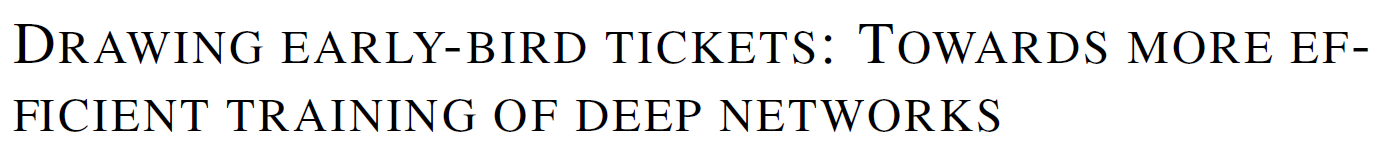 DRAWING EARLY-BIRD TICKETS: TOWARDS MORE EF-
FICIENT TRAINING OF DEEP NETWORKS